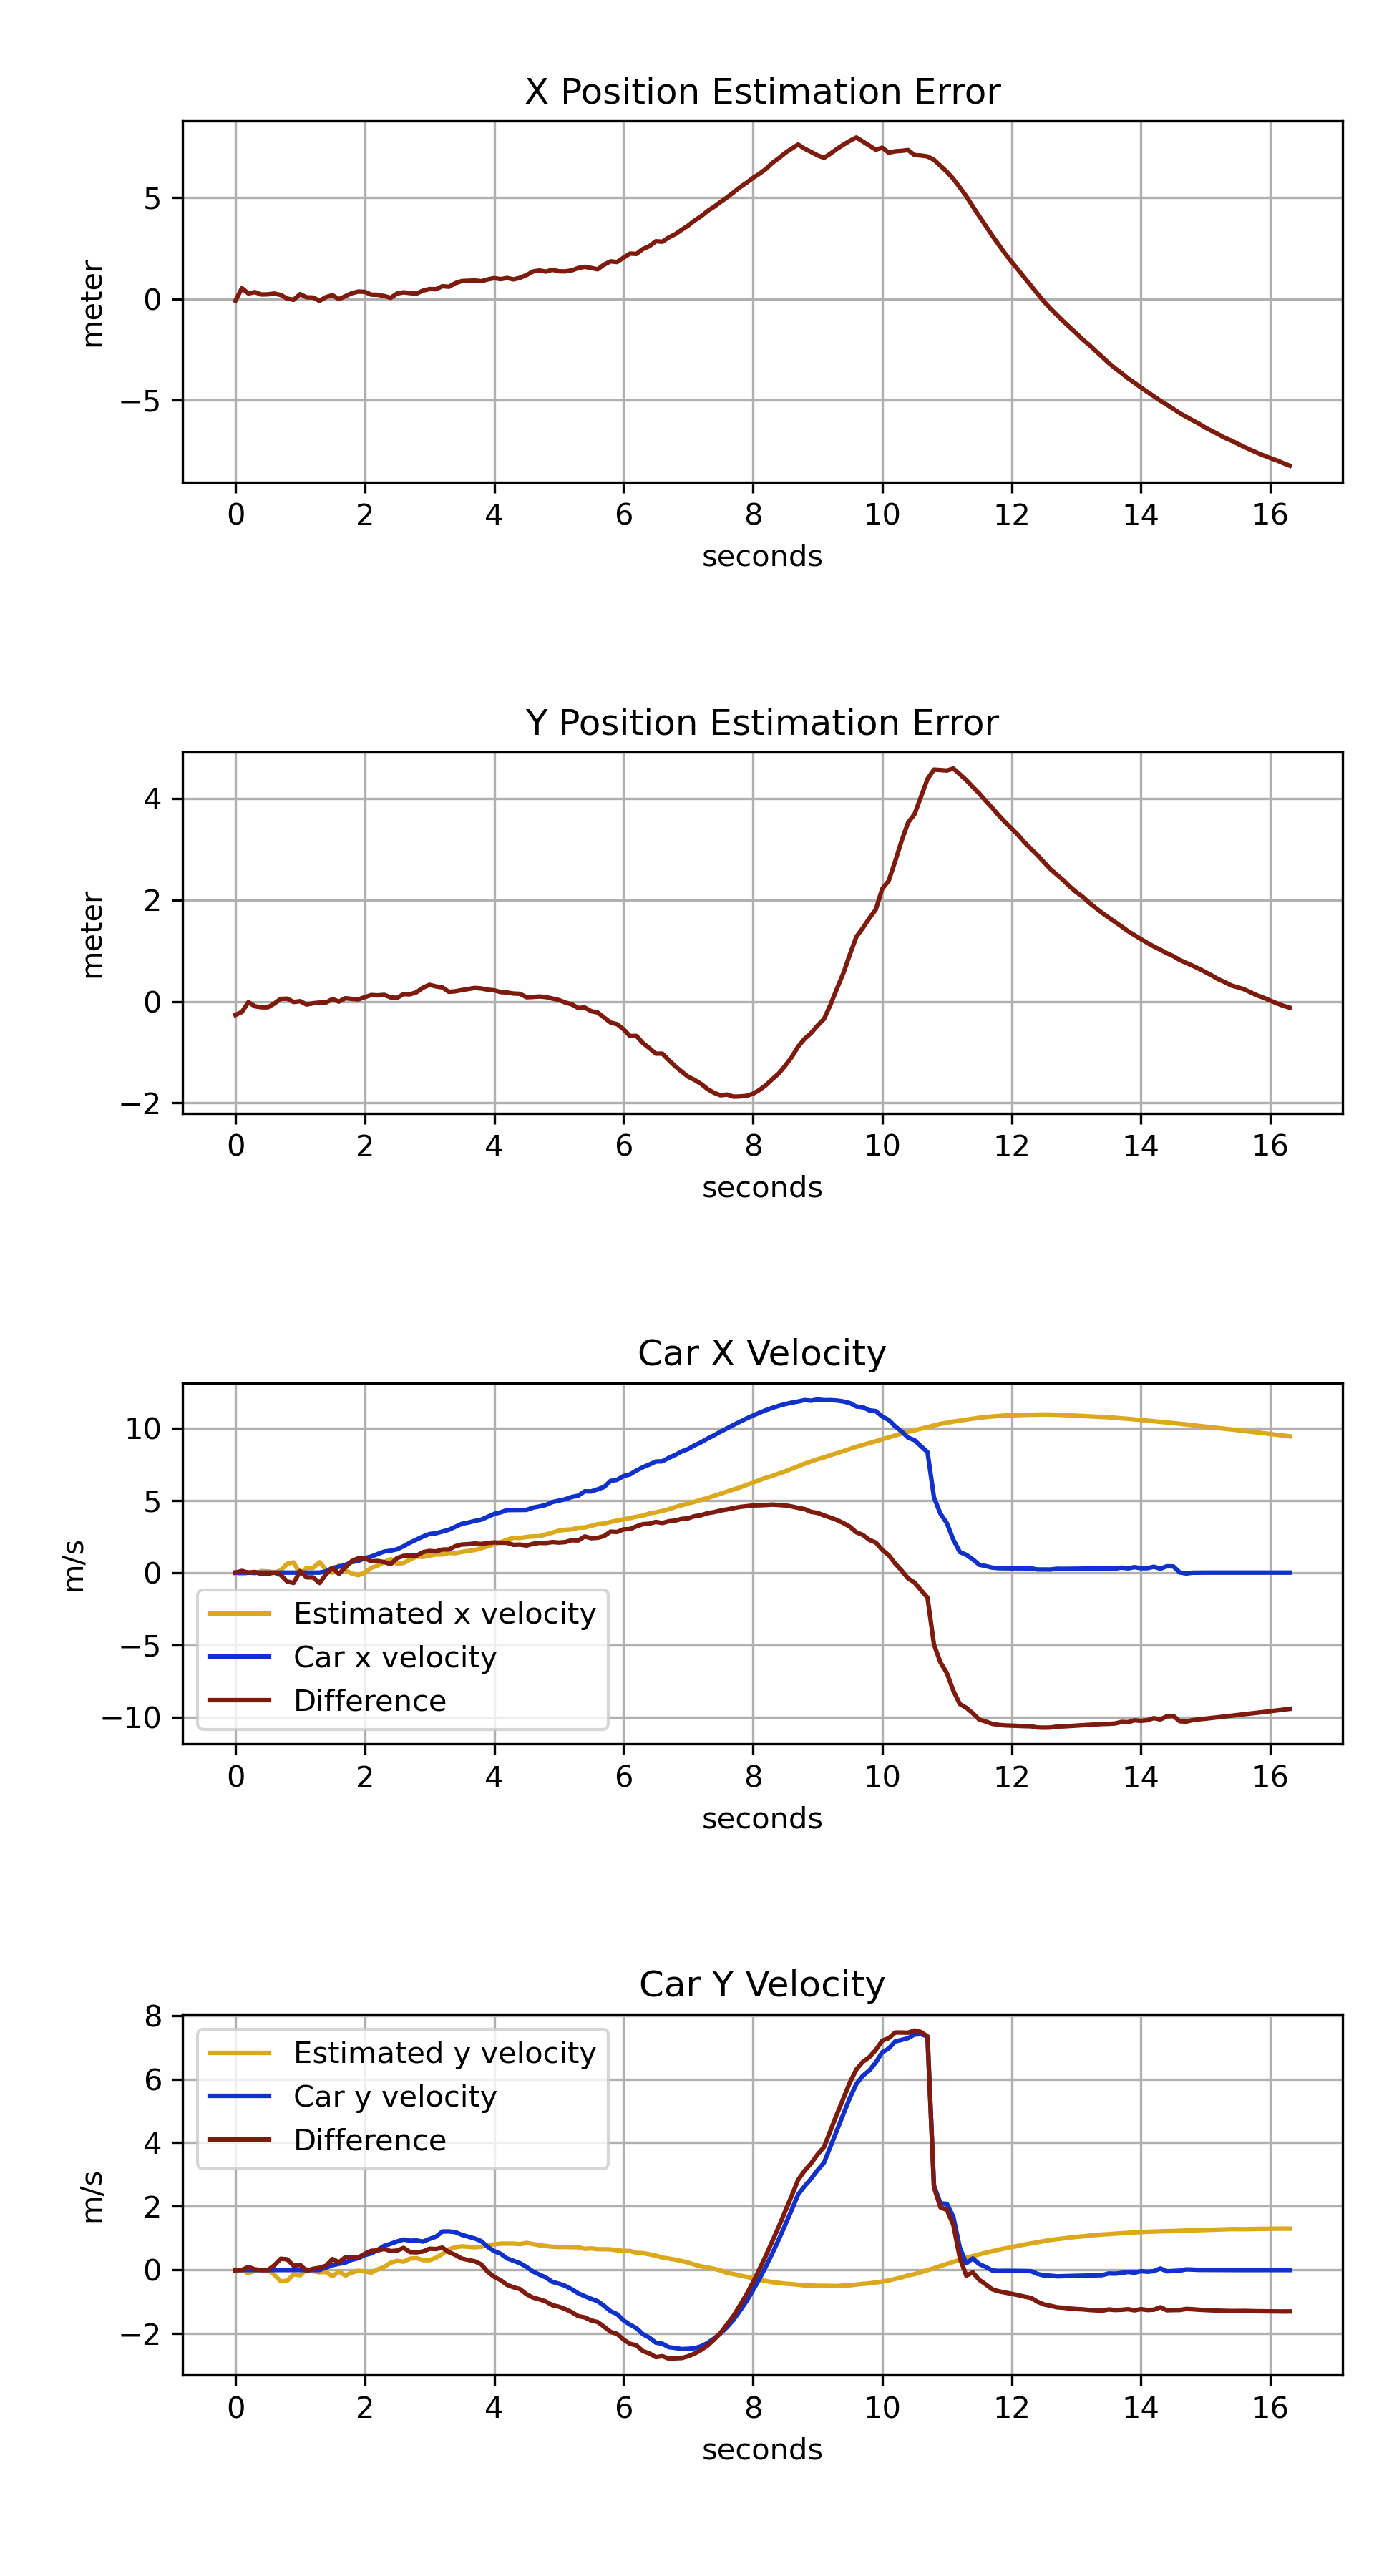 X Position Estimation Error
5
0
−5
meter
0 2 4 6 8 10 12 14 16
seconds
Y Position Estimation Error
4
2
0
−2
meter
0 2 4 6 8 10 12 14 16
seconds
Car X Velocity
10
5
0
−5
−10
m/s
Estimated x velocity
Car x velocity
Difference
0 2 4 6 8 10 12 14 16
seconds
Car Y Velocity
8
6
4
2
0
−2
m/s
Estimated y velocity
Car y velocity
Difference
0 2 4 6 8 10 12 14 16
seconds